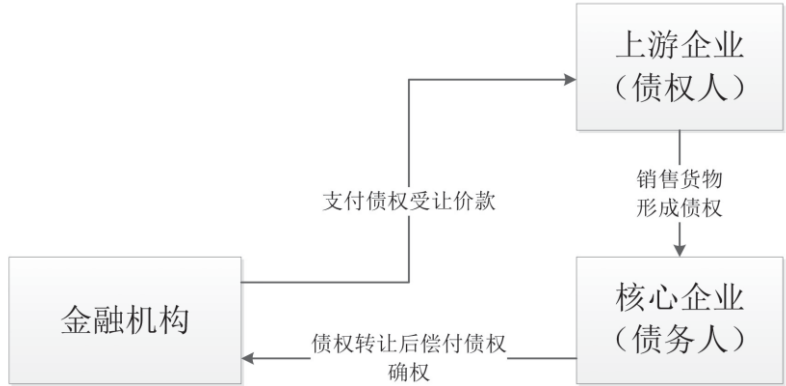 上游企业
（债权人）
销售货物
形成债权
支付债权受让价款
金融机构
核心企业
（债务人）
债权转让后偿付债权
确权